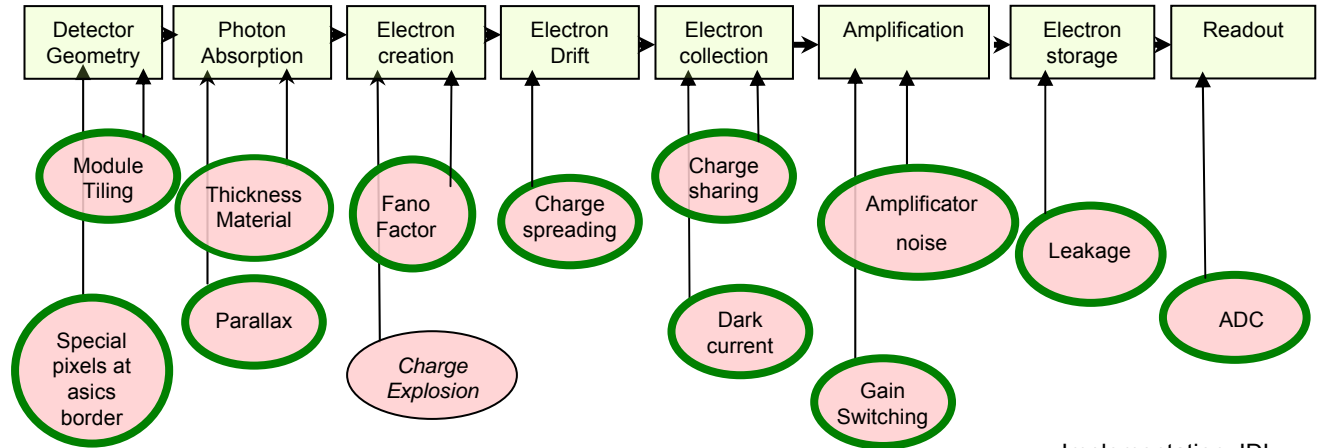 Detector
Geometry
Photon
Absorption
Electron
creation
Electron
Drift
Electron
collection
Amplification
Electron
storage
Readout
Module
Tiling
Thickness
Material
Fano
Factor
Charge
spreading
Charge
sharing
Amplificator
noise
Leakage
ADC
Special
pixels at
asics
border
Parallax
Charge
Explosion
Dark
current
Gain
Switching